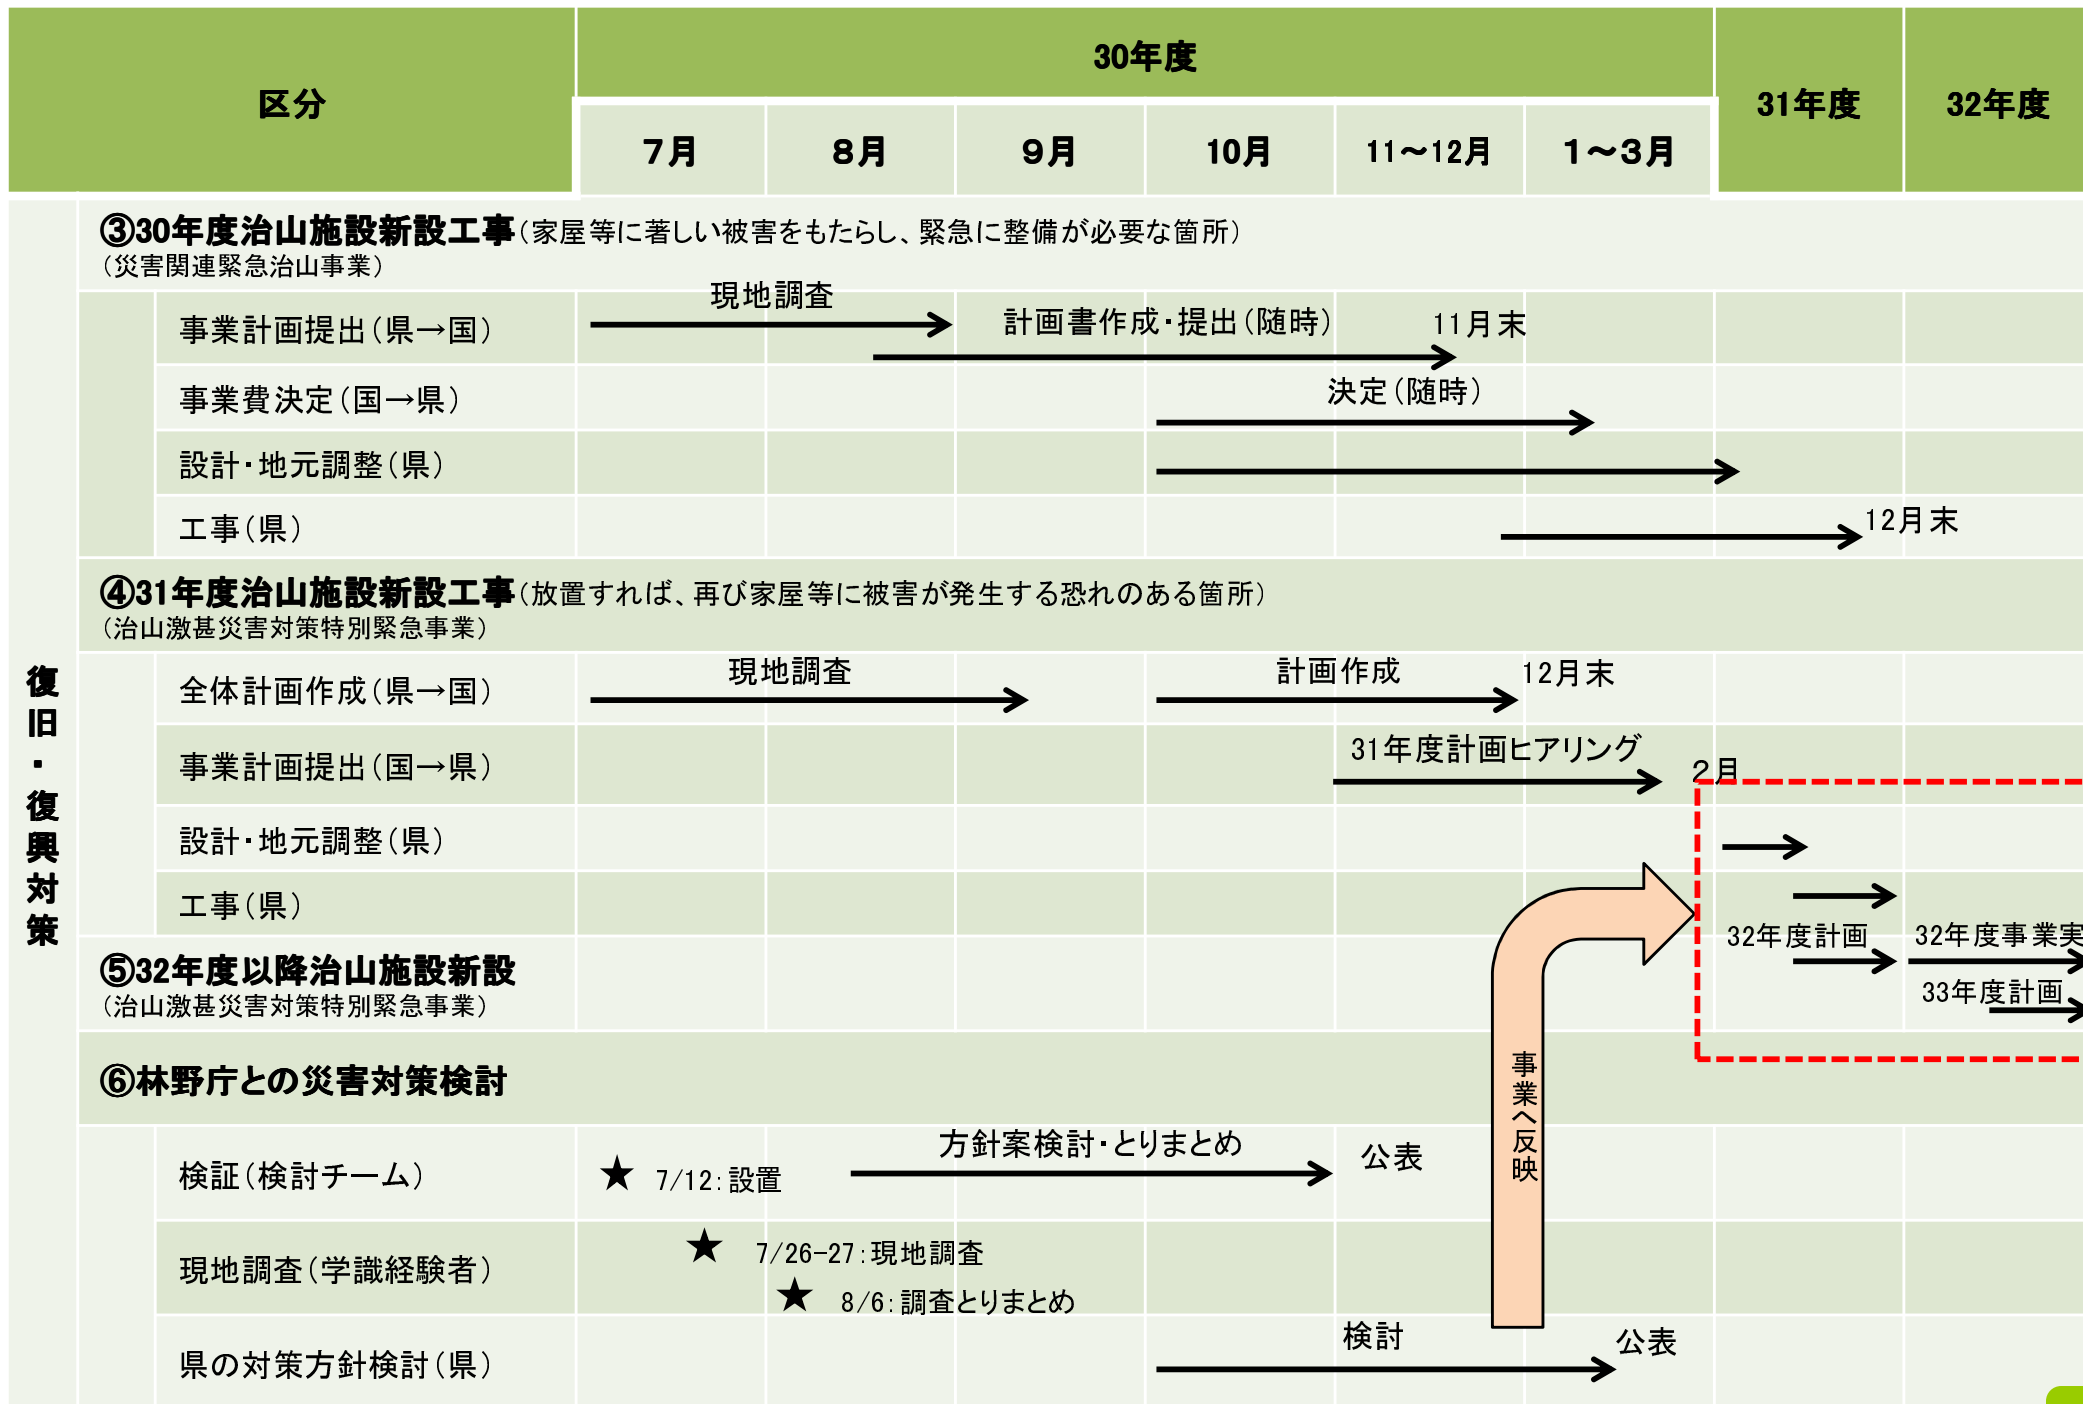 区分
30年度
31年度
32年度
7月
8月
9月
10月
11～12月
1～3月
復旧・復興対策
③30年度治山施設新設工事（家屋等に著しい被害をもたらし、緊急に整備が必要な箇所）
（災害関連緊急治山事業）
事業計画提出（県→国）
現地調査
計画書作成・提出（随時）
11月末
事業費決定（国→県）
決定（随時）
設計・地元調整（県）
工事（県）
12月末
④31年度治山施設新設工事（放置すれば、再び家屋等に被害が発生する恐れのある箇所）
（治山激甚災害対策特別緊急事業）
全体計画作成（県→国）
現地調査
計画作成
12月末
事業計画提出（国→県）
31年度計画ヒアリング
2月
設計・地元調整（県）
工事（県）
32年度計画
32年度事業実
⑤32年度以降治山施設新設
（治山激甚災害対策特別緊急事業）
33年度計画
⑥林野庁との災害対策検討
事業へ反映
検証（検討チーム）
★ 7/12：設置
方針案検討・とりまとめ
公表
現地調査（学識経験者）
★ 7/26-27：現地調査
★ 8/6：調査とりまとめ
県の対策方針検討（県）
検討
公表